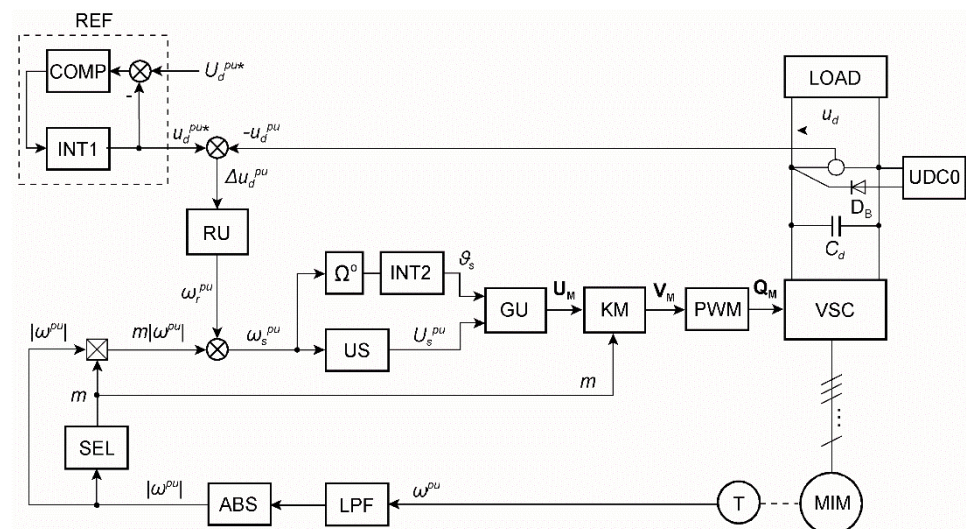 REF
COMP
U_d^{pu*}
-
INT1
u_d^{pu*}
-u_d^{pu}
Δu_d^{pu}
RU
ω_r^{pu}
LOAD
u_d
UDC0
D_B
C_d
Ω°
INT2
ϑ_s
GU
U_M
KM
V_M
PWM
Q_M
VSC
|ω^{pu}|
m|ω^{pu}|
ω_s^{pu}
US
U_s^{pu}
m
m
SEL
|ω^{pu}|
ABS
LPF
ω^{pu}
T
MIM